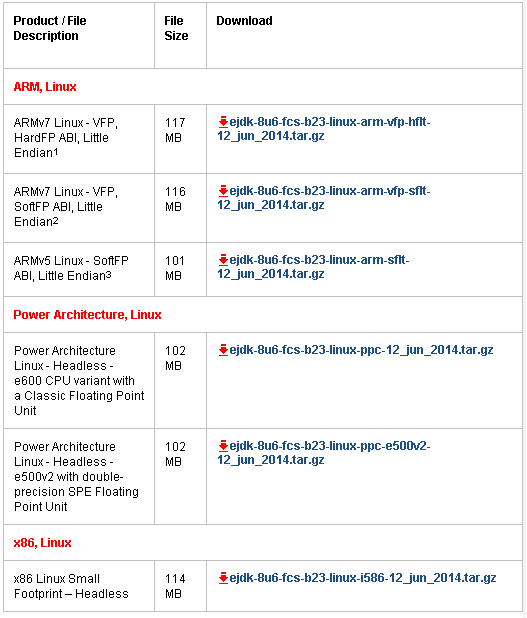 Product / File Description
File Size
Download
ARM, Linux
ARMv7 Linux - VFP,
HardFP ABI, Little
Endian1
117
MB
ejdk-8u6-fcs-b23-linux-arm-vfp-hflt-
12_jun_2014.tar.gz
ARMv7 Linux - VFP,
SoftFP ABI, Little
Endian2
116
MB
ejdk-8u6-fcs-b23-linux-arm-vfp-sflt-
12_jun_2014.tar.gz
ARMv5 Linux - SoftFP
ABI, Little Endian3
101
MB
ejdk-8u6-fcs-b23-linux-arm-sflt-
12_jun_2014.tar.gz
Power Architecture, Linux
Power Architecture
Linux - Headless -
e600 CPU variant with
a Classic Floating Point
Unit
102
MB
ejdk-8u6-fcs-b23-linux-ppc-12_jun_2014.tar.gz
Power Architecture
Linux - Headless -
e500v2 with double-
precision SPE Floating
Point Unit
102
MB
ejdk-8u6-fcs-b23-linux-ppc-e500v2-
12_jun_2014.tar.gz
x86, Linux
x86 Linux Small
Footprint – Headless
114
MB
ejdk-8u6-fcs-b23-linux-i586-12_jun_2014.tar.gz